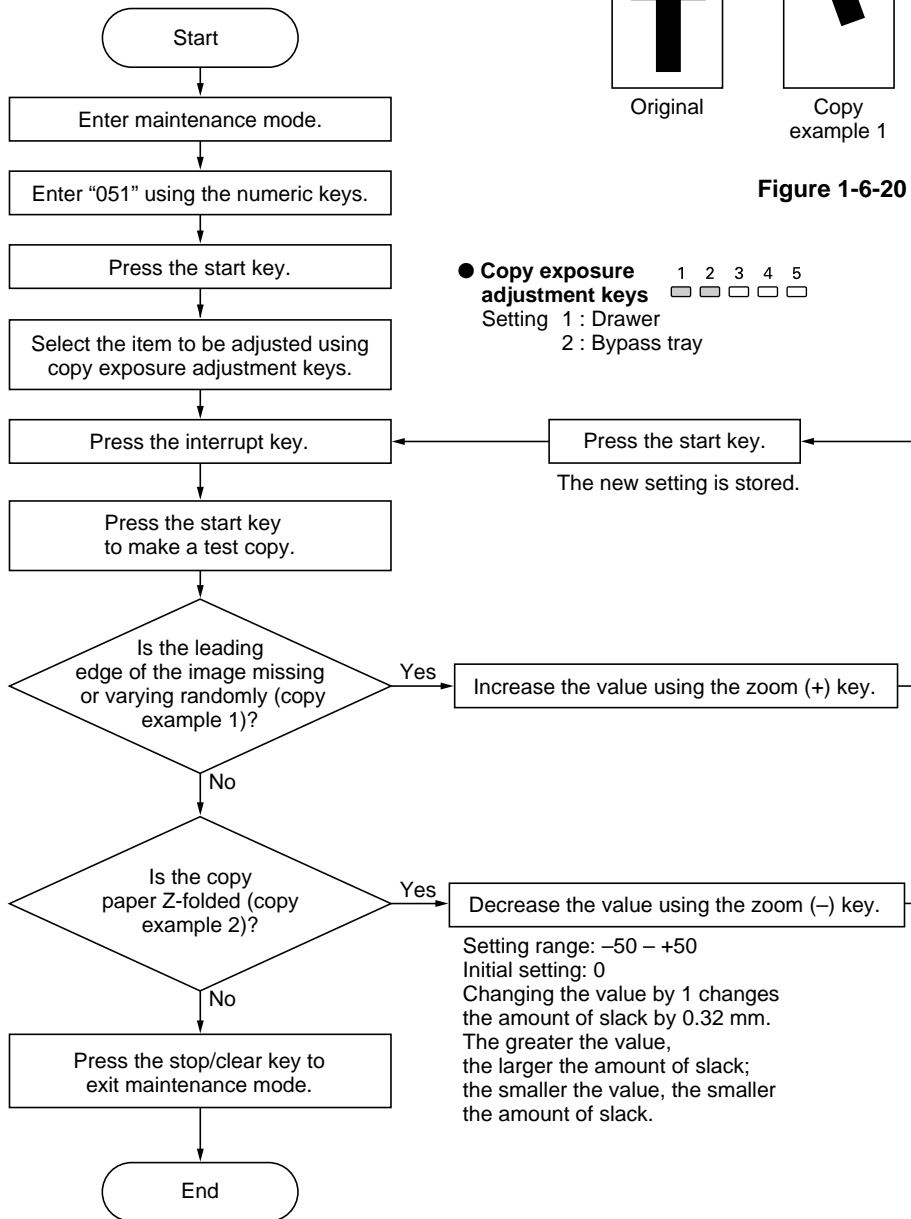 Start
Enter maintenance mode.
Enter “051” using the numeric keys.
Press the start key.
Select the item to be adjusted using
copy exposure adjustment keys.
Press the interrupt key.
Press the start key
to make a test copy.
Is the leading
edge of the image missing
or varying randomly (copy
example 1)?
Yes
Increase the value using the zoom (+) key.
No
Is the copy
paper Z-folded (copy
example 2)?
Yes
Decrease the value using the zoom (–) key.
Setting range: –50 – +50
Initial setting: 0
Changing the value by 1 changes
the amount of slack by 0.32 mm.
The greater the value,
the larger the amount of slack;
the smaller the value, the smaller
the amount of slack.
No
Press the stop/clear key to
exit maintenance mode.
End
Original
Copy
example 1
Figure 1-6-20
● Copy exposure
adjustment keys
1 2 3 4 5
Setting 1 : Drawer
2 : Bypass tray
Press the start key.
The new setting is stored.